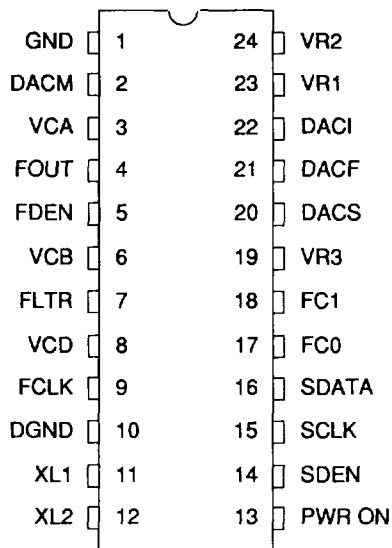 GND 1 24 VR2
DACM 2 23 VR1
VCA 3 22 DACI
FOUT 4 21 DACF
FDEN 5 20 DACS
VCB 6 19 VR3
FLTR 7 18 FC1
VCD 8 17 FC0
FCLK 9 16 SDATA
DGND 10 15 SCLK
XL1 11 14 SDEN
XL2 12 13 PWR ON